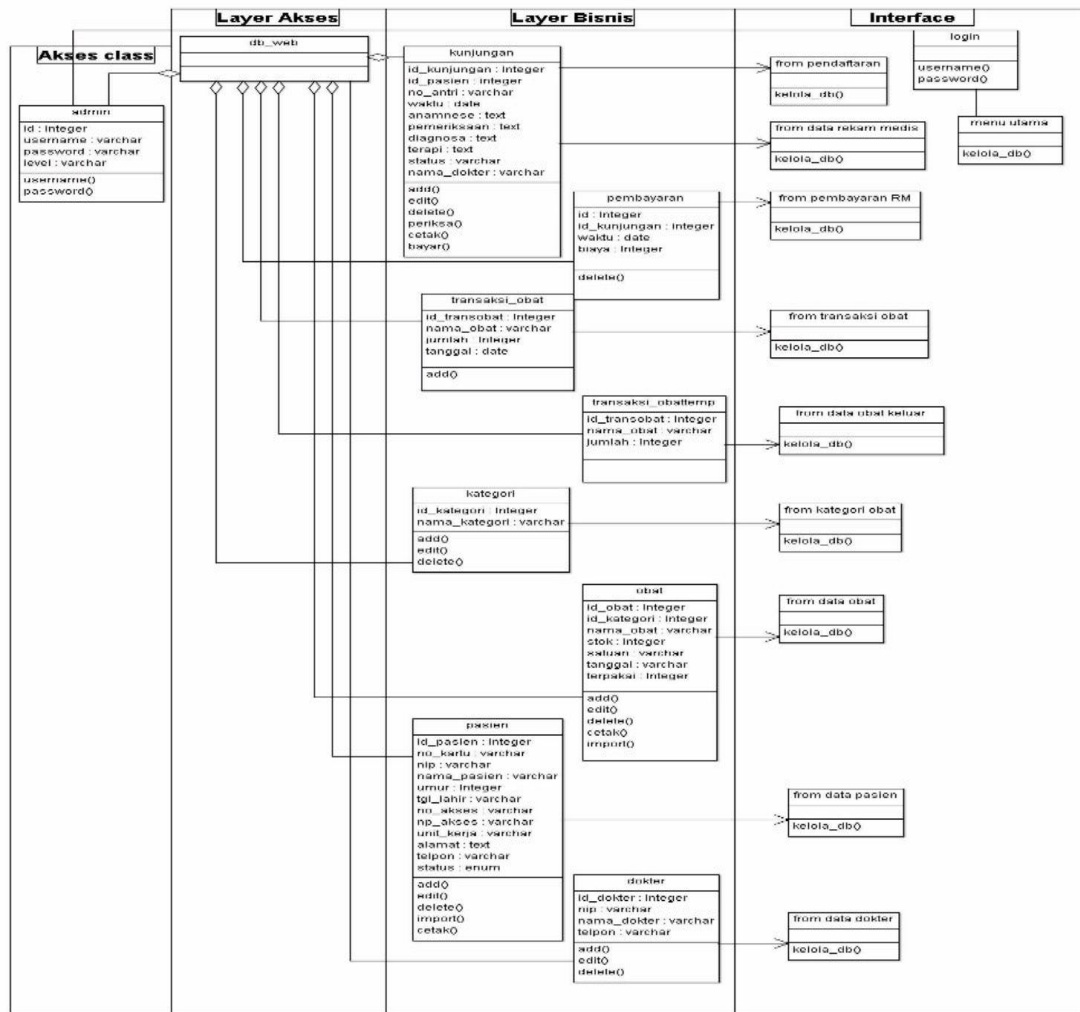 Layer Akses
Layer Bisnis
Interface
Akses class
db_web
admin
id : Integer
username : varchar
password : varchar
level : varchar
username()
password()
kunjungan
id_kunjungan : Integer
id_pasien : integer
no_antri : varchar
waktu : date
anamnese : text
pemeriksaan : text
diagnosa : text
terapi : text
status : varchar
nama_dokter : varchar
add()
edit()
delete()
periksa()
cetak()
bayar()
pembayaran
id : Integer
id_kunjungan : integer
waktu : date
biaya : Integer
delete()
transaksi_obat
id_transobat : Integer
nama_obat : varchar
jumlah : Integer
tanggal : date
add()
transaksi_obattemp
id_transobat : Integer
nama_obat : varchar
jumlah : Integer
kategori
id_kategori : Integer
nama_kategori : varchar
add()
edit()
delete()
obat
id_obat : Integer
id_kategori : Integer
nama_obat : varchar
stok : Integer
satuan : varchar
tanggal : varchar
terpakai : Integer
add()
edit()
delete()
cetak()
import()
pasien
id_pasien : Integer
no_kartu : varchar
nip : varchar
nama_pasien : varchar
umur : Integer
tgl_lahir : varchar
no_akses : varchar
np_akses : varchar
unit_kerja : varchar
alamat : text
telpon : varchar
status : enum
add()
edit()
delete()
import()
cetak()
dokter
id_dokter : Integer
nip : varchar
nama_dokter : varchar
telpon : varchar
add()
edit()
delete()
login
username()
password()
menu utama
kelola_db()
from pendaftaran
kelola_db()
from data rekam medis
kelola_db()
from pembayaran RM
kelola_db()
from transaksi obat
kelola_db()
from data obat keluar
kelola_db()
from kategori obat
kelola_db()
from data obat
kelola_db()
from data pasien
kelola_db()
from data dokter
kelola_db()